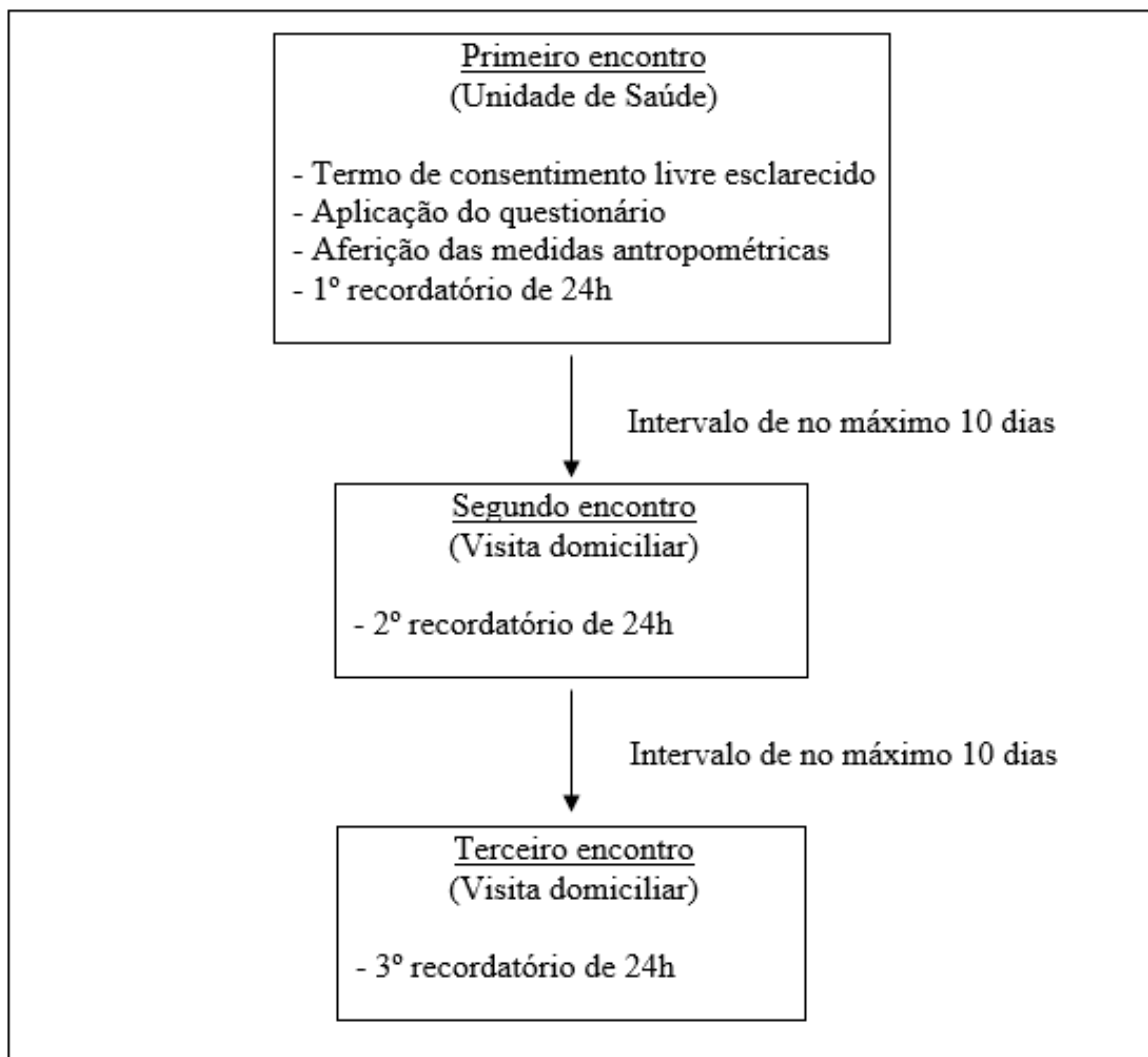 Primeiro encontro
(Unidade de Saúde)
- Termo de consentimento livre esclarecido
- Aplicação do questionário
- Aferição das medidas antropométricas
- 1º recordatório de 24h
Intervalo de no máximo 10 dias
Segundo encontro
(Visita domiciliar)
- 2º recordatório de 24h
Intervalo de no máximo 10 dias
Terceiro encontro
(Visita domiciliar)
- 3º recordatório de 24h